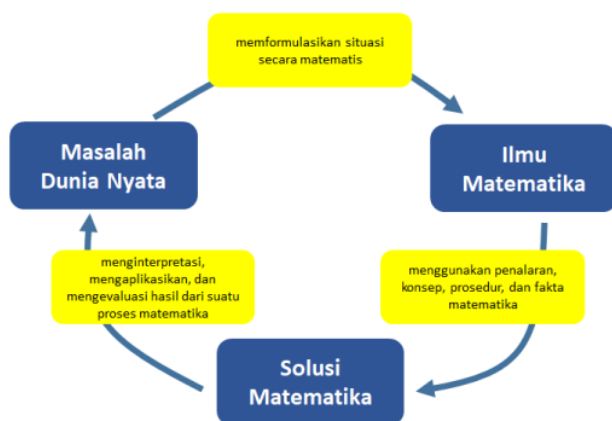 memformulasikan situasi
secara matematis
Masalah
Dunia Nyata
Ilmu
Matematika
menginterpretasi,
mengaplikasikan, dan
mengevaluasi hasil dari suatu
proses matematika
menggunakan penalaran,
konsep, prosedur, dan fakta
matematika
Solusi
Matematika